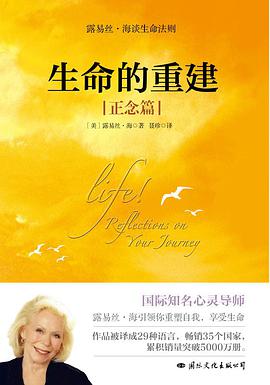 露易丝·海谈生命法则
生命的重建
|正念篇|
[美] 露易丝·海◎著 聂珍◎译
life!
Reflections on
Your Journey
国际知名心灵导师
露易丝·海引领你重塑自我，享受生命
作品被译成29种语言，畅销35个国家，
累积销量突破5000万册。
国际文化出版公司